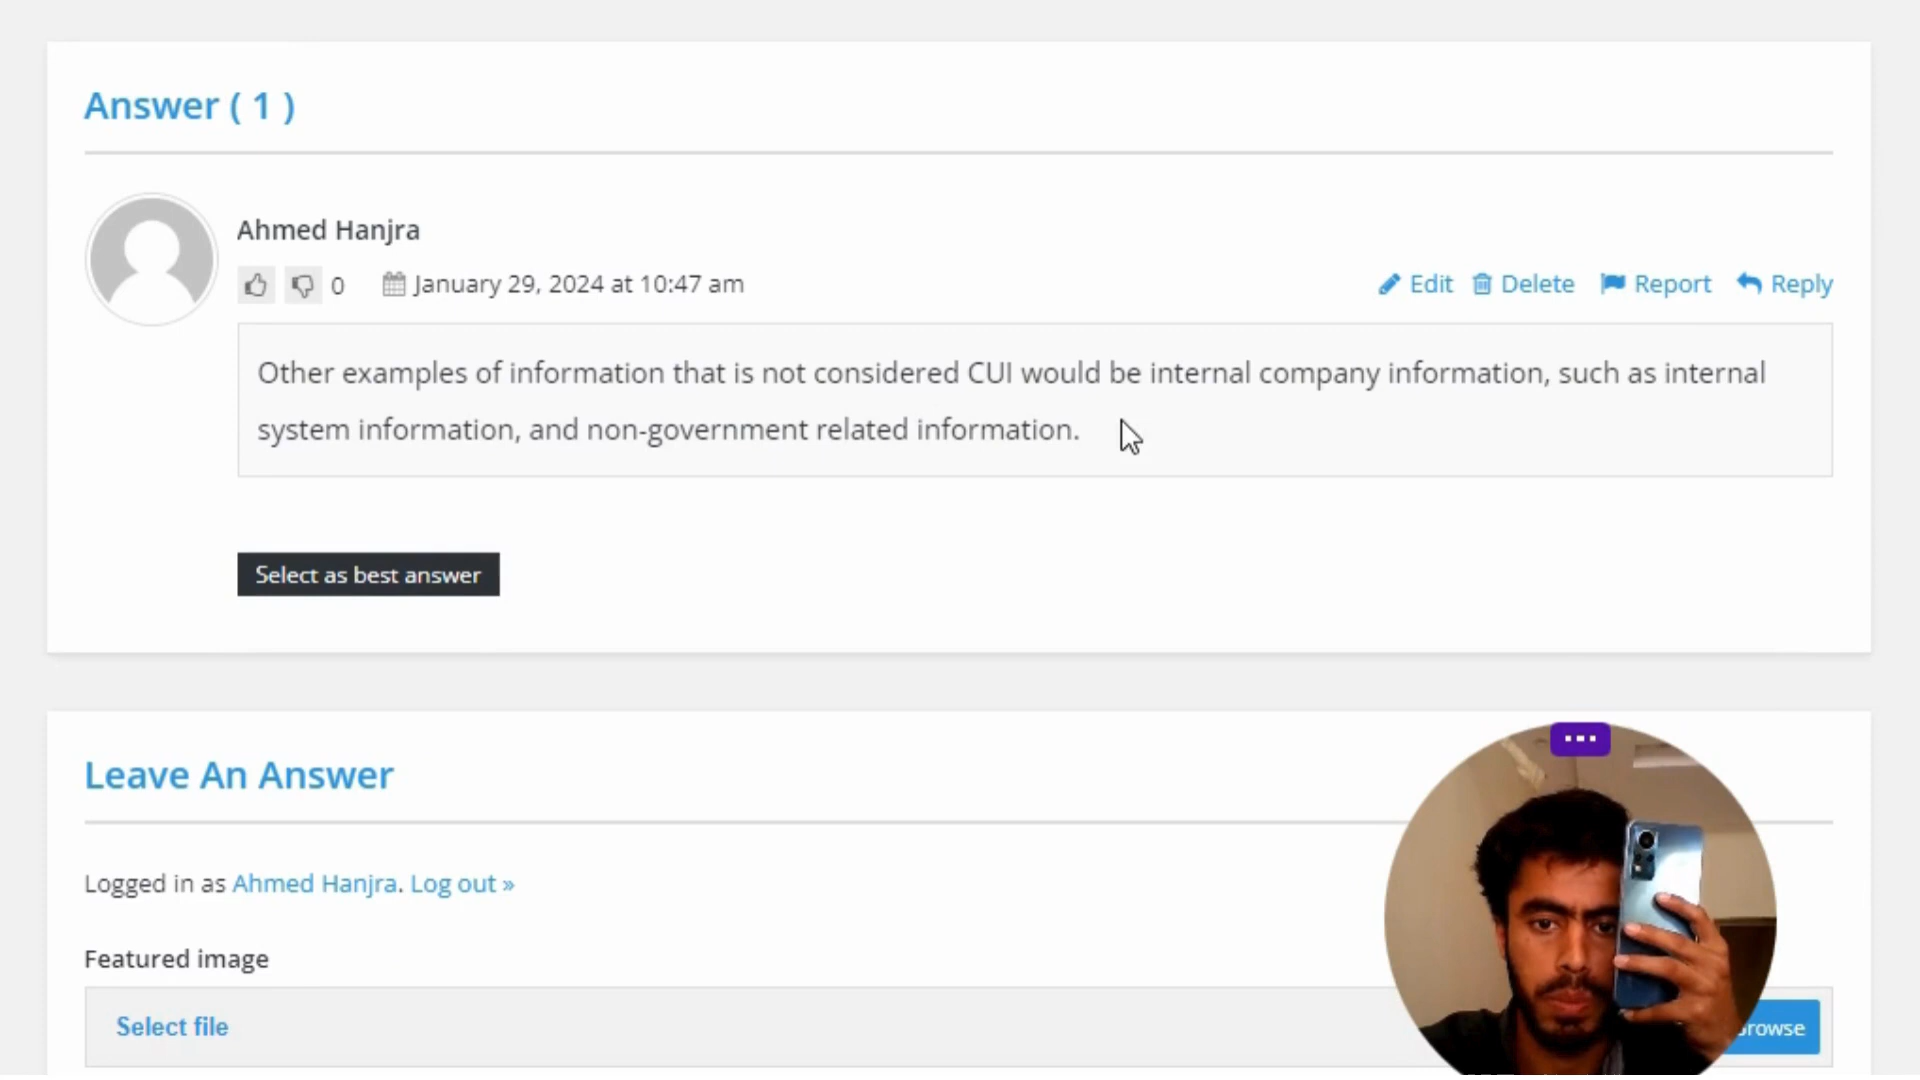 Answer ( 1 )
Ahmed Hanjra
0
January 29, 2024 at 10:47 am
Edit
Delete
Report
Reply
Other examples of information that is not considered CUI would be internal company information, such as internal
system information, and non-government related information.
Select as best answer
Leave An Answer
Logged in as Ahmed Hanjra. Log out »
Featured image
Select file
Browse